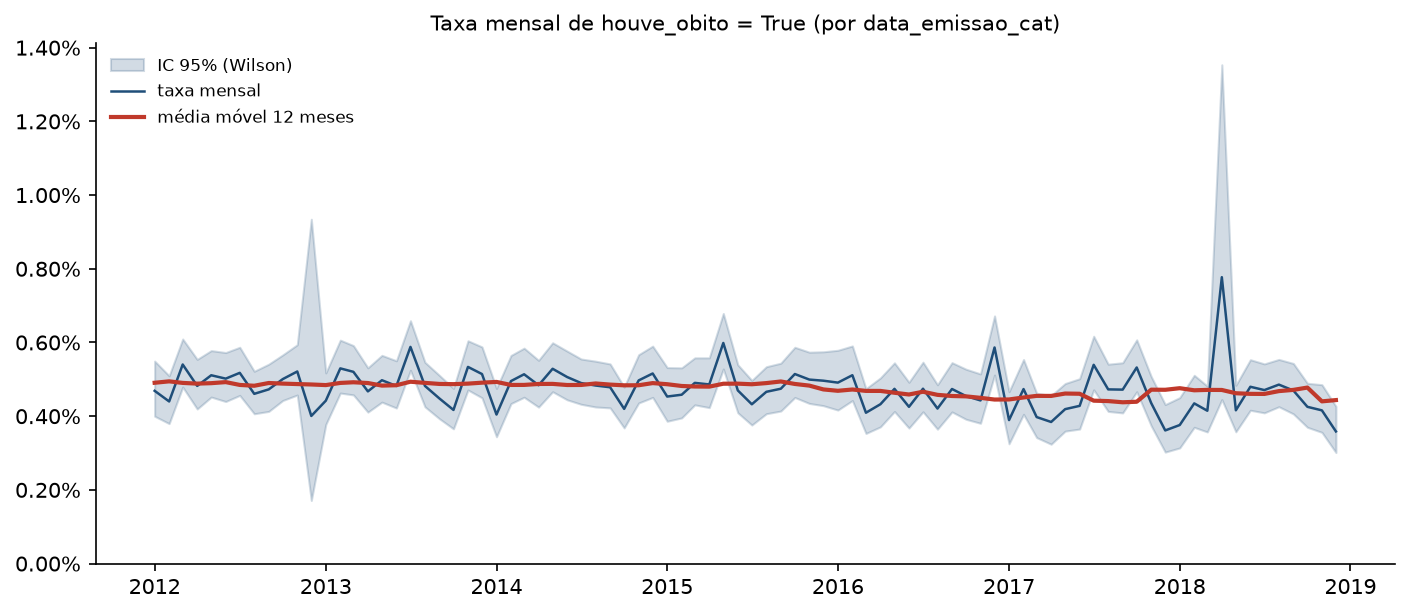 Taxa mensal de houve_obito = True (por data_emissao_cat)
1.40%
1.20%
1.00%
0.80%
0.60%
0.40%
0.20%
0.00%
IC 95% (Wilson)
taxa mensal
média móvel 12 meses
2012 2013 2014 2015 2016 2017 2018 2019